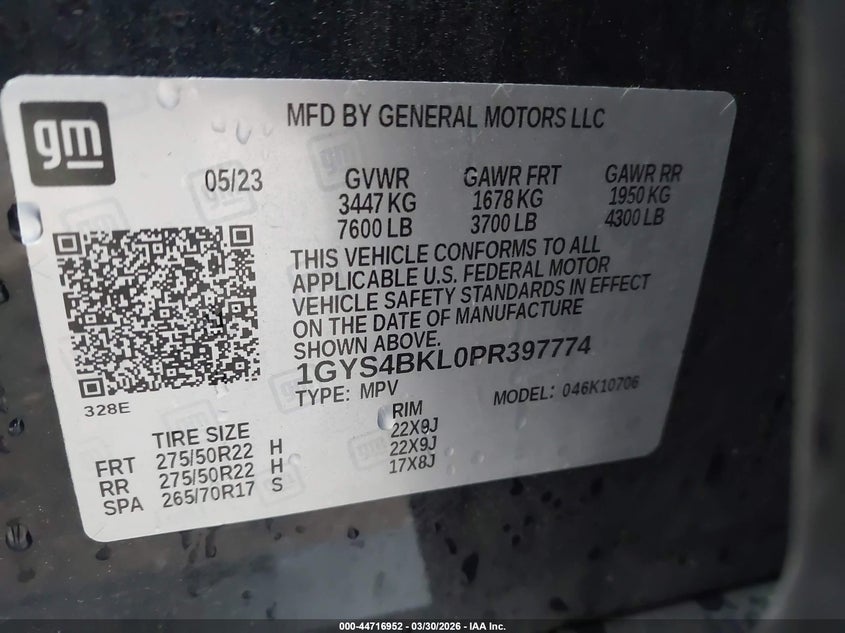 gm
MFD BY GENERAL MOTORS LLC
05/23
GVWR GAWR FRT GAWR RR
3447 KG 1678 KG 1950 KG
7600 LB 3700 LB 4300 LB
THIS VEHICLE CONFORMS TO ALL
APPLICABLE U.S. FEDERAL MOTOR
VEHICLE SAFETY STANDARDS IN EFFECT
ON THE DATE OF MANUFACTURE
SHOWN ABOVE.
1GYS4BKL0PR397774
TYPE: MPV MODEL: 046K10706
328E
TIRE SIZE RIM
FRT 275/50R22 H 22X9J
RR 275/50R22 H 22X9J
SPA 265/70R17 S 17X8J
000-44716952 - 03/30/2026 - IAA Inc.